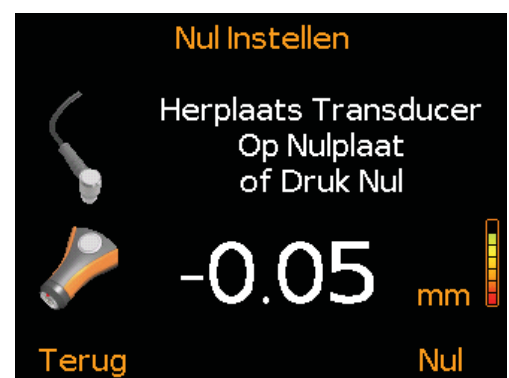 Nul Instellen
Herplaats Transducer
Op Nulplaat
of Druk Nul
-0.05 mm
Terug Nul